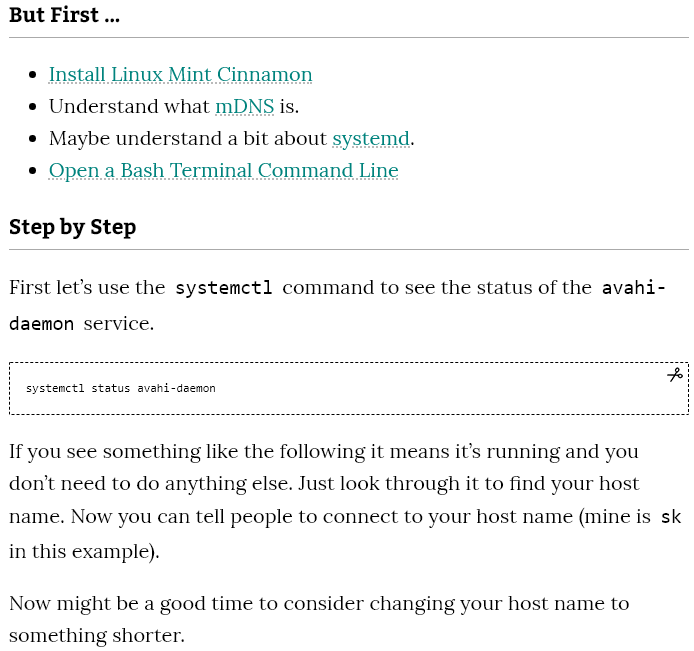 But First ...
Install Linux Mint Cinnamon
Understand what mDNS is.
Maybe understand a bit about systemd.
Open a Bash Terminal Command Line
Step by Step
First let’s use the systemctl command to see the status of the avahi-
daemon service.
systemctl status avahi-daemon
If you see something like the following it means it’s running and you
don’t need to do anything else. Just look through it to find your host
name. Now you can tell people to connect to your host name (mine is sk
in this example).
Now might be a good time to consider changing your host name to
something shorter.